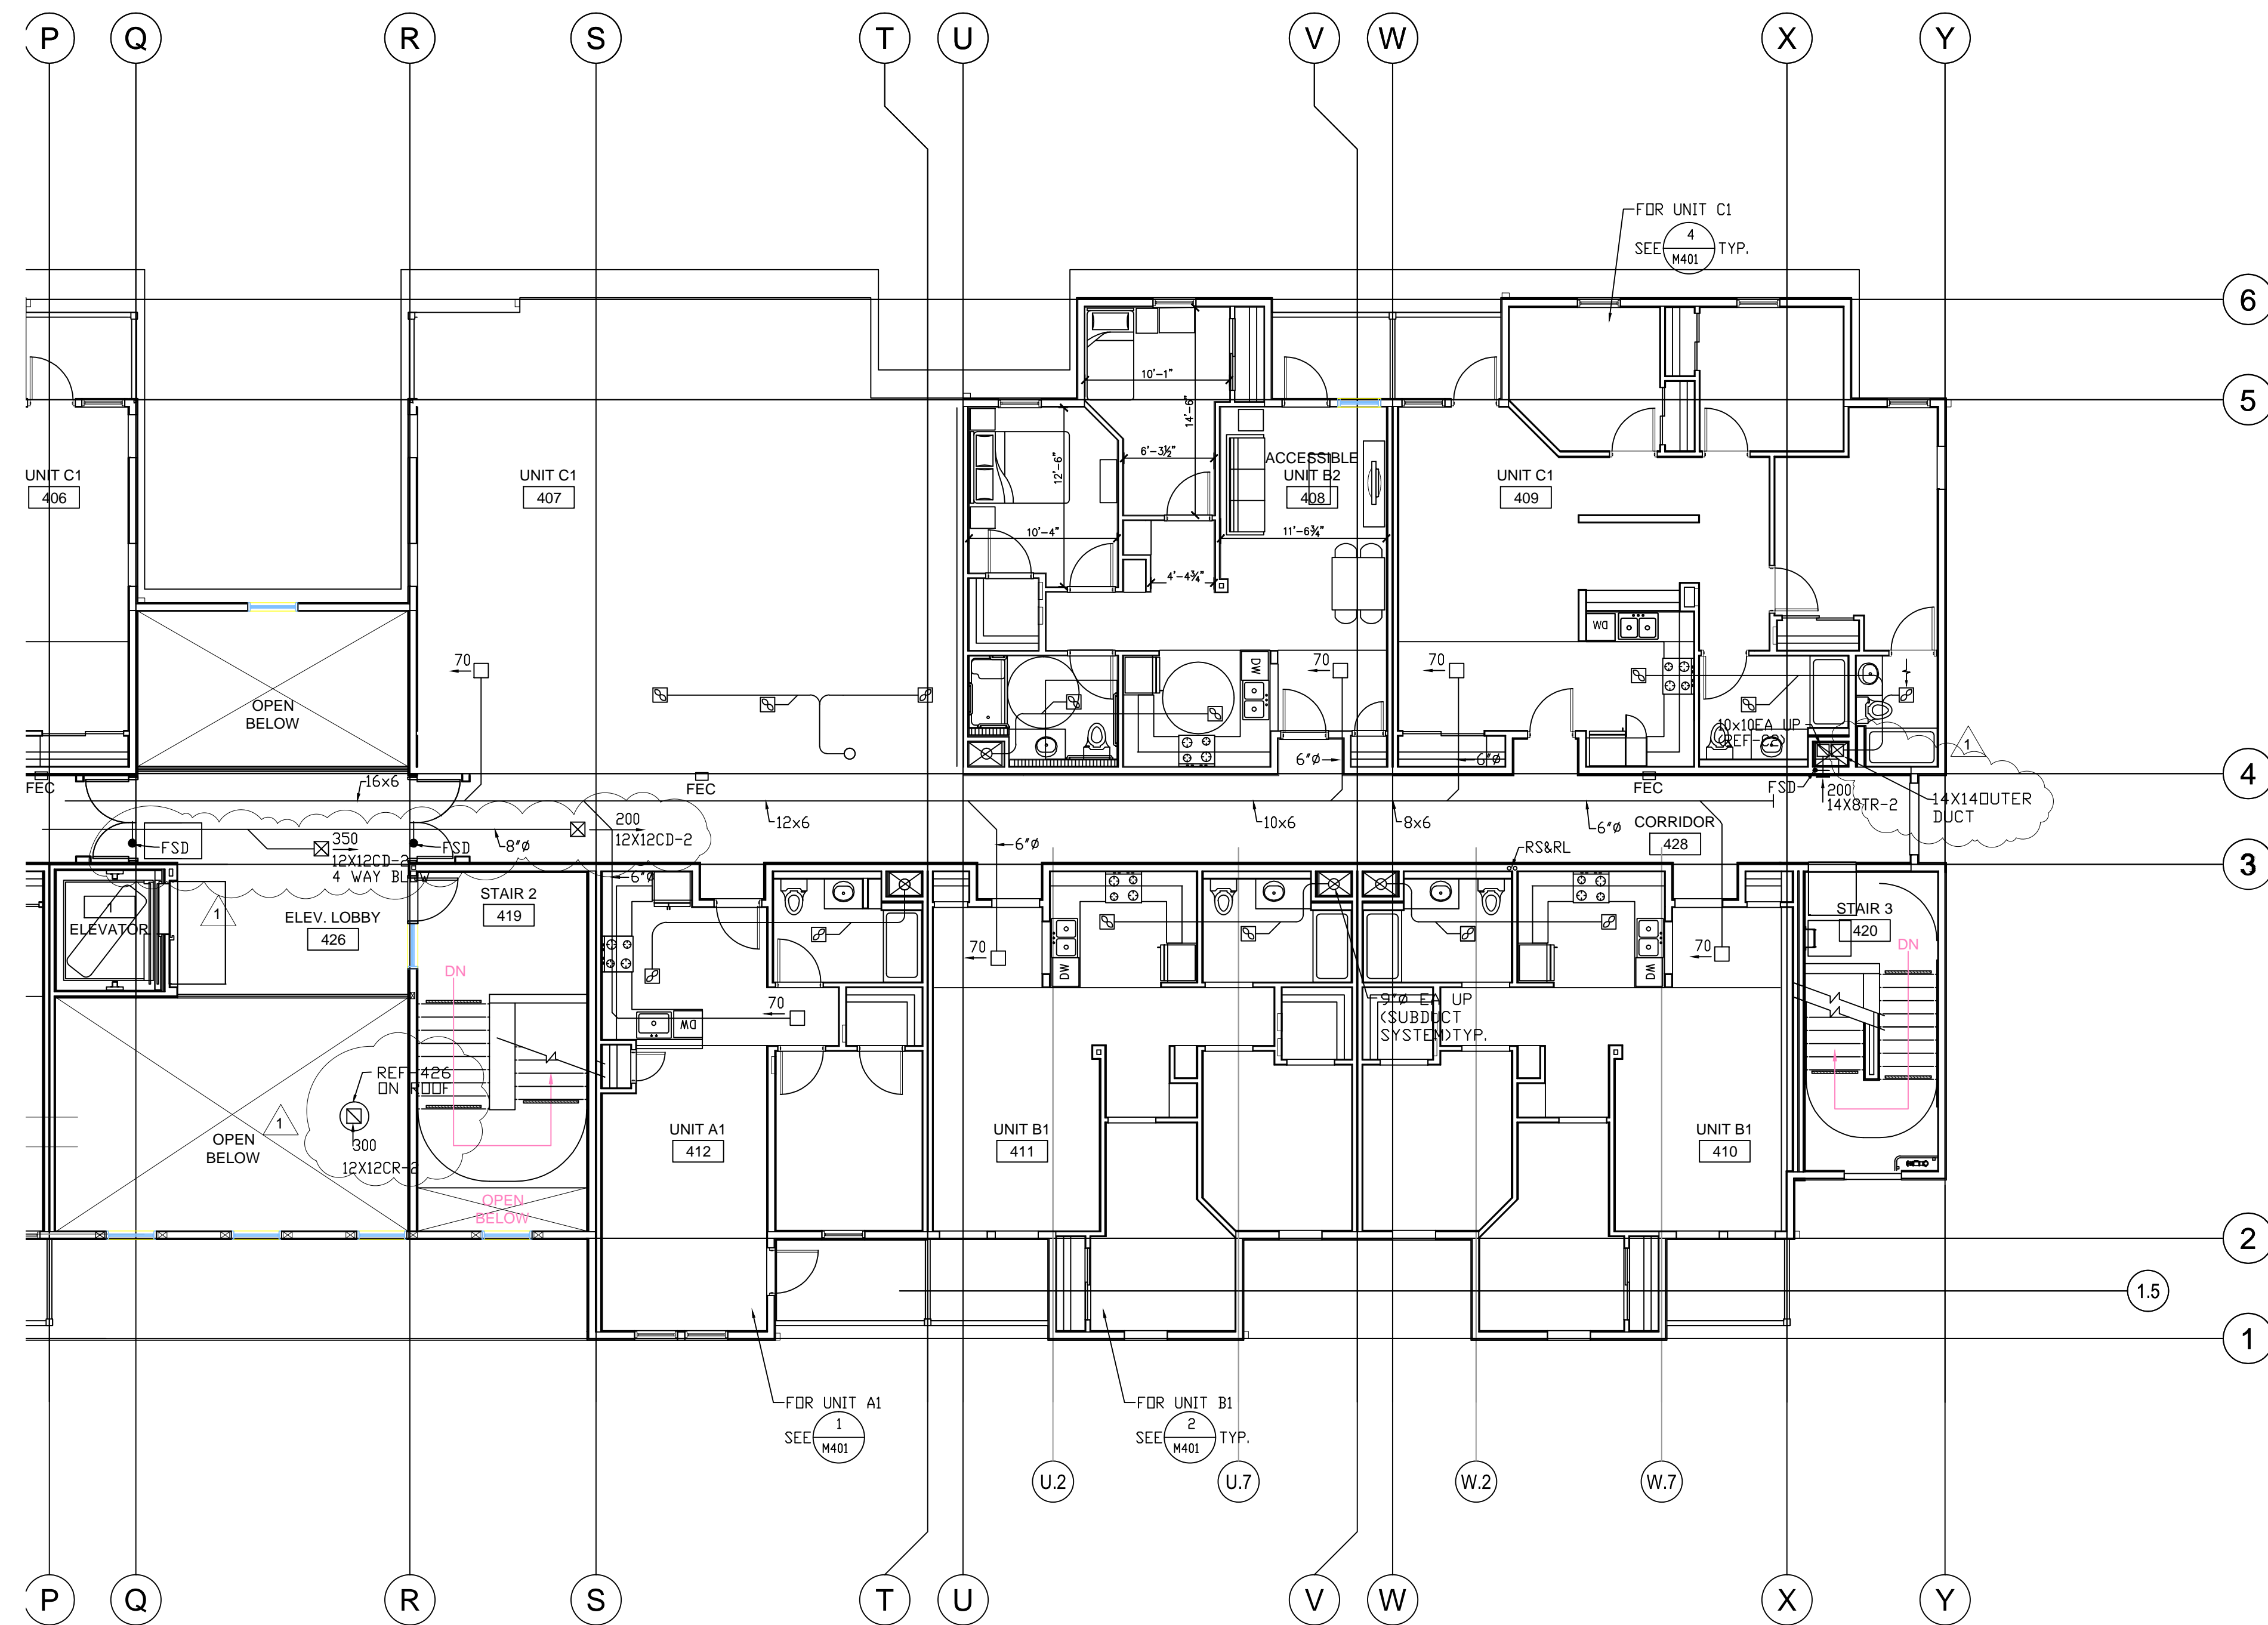 P Q R S T U V W X Y
FOR UNIT C1
4
SEE TYP.
M401
6
5
10'-1"
14'-6"
6'-3½"
12'-6"
UNIT C1
406
UNIT C1
407
ACCESSIBLE
UNIT B2
408
UNIT C1
409
10'-4"
11'-6¾"
4'-4¾"
DW
70
70
70
DW
OPEN
BELOW
10x10EA UP
(REF-C2)
1
6"ø
6"ø
4
FEC
16x6
FEC
FEC
FSD
200
14X8TR-2
14X14OUTER
DUCT
12x6
10x6
8x6
6"ø
CORRIDOR
428
200
12X12CD-2
FSD
350
12X12CD-2
4 WAY BLOW
FSD
8"ø
6"ø
RS&RL
3
6"ø
1
ELEVATOR
1
ELEV. LOBBY
426
STAIR 2
419
STAIR 3
420
DN
DN
70
70
DW
DW
70
DW
9"ø EA UP
(SUBDUCT
SYSTEM)TYP.
REF-426
ON ROOF
1
300
12X12CR-2
OPEN
BELOW
OPEN
BELOW
UNIT A1
412
UNIT B1
411
UNIT B1
410
2
1.5
1
FOR UNIT A1
1
SEE
M401
FOR UNIT B1
2
SEE TYP.
M401
U.2 U.7 W.2 W.7
P Q R S T U V W X Y